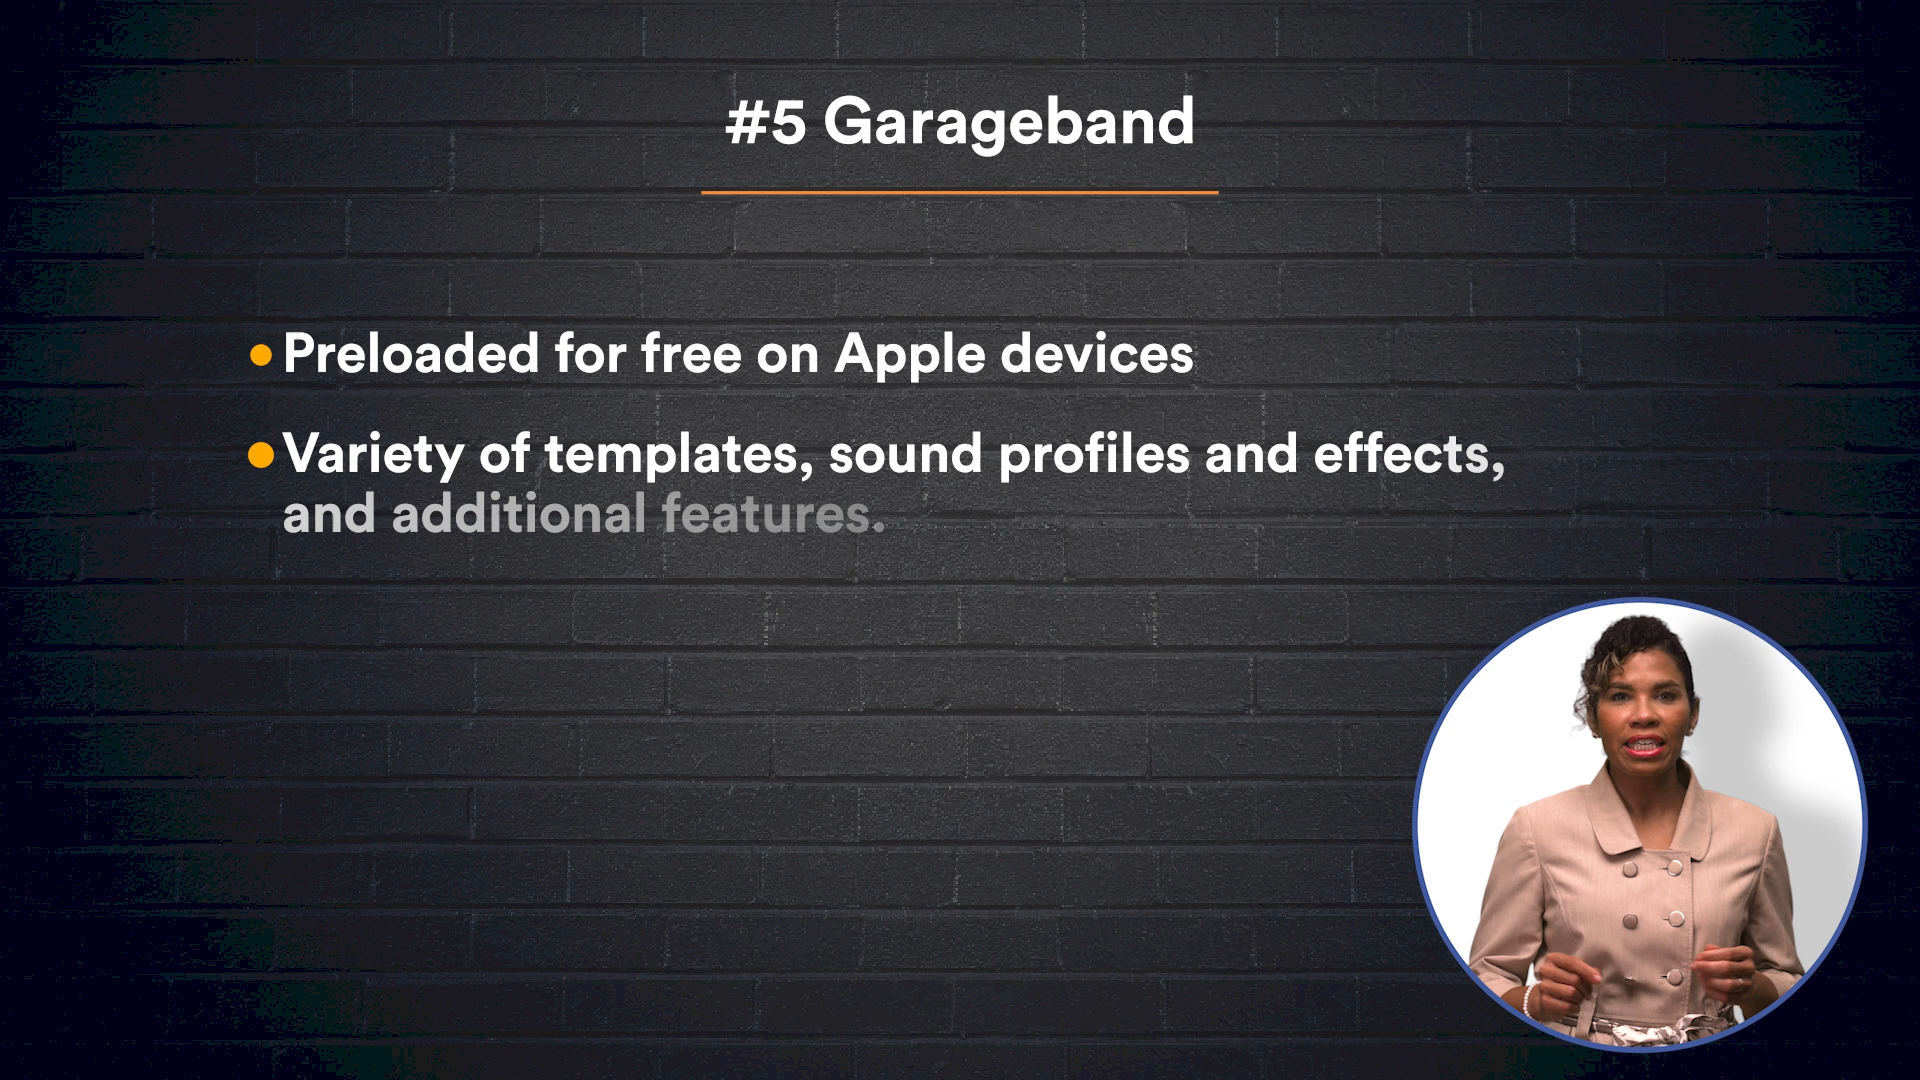 #5 Garageband
• Preloaded for free on Apple devices
• Variety of templates, sound profiles and effects,
and additional features.